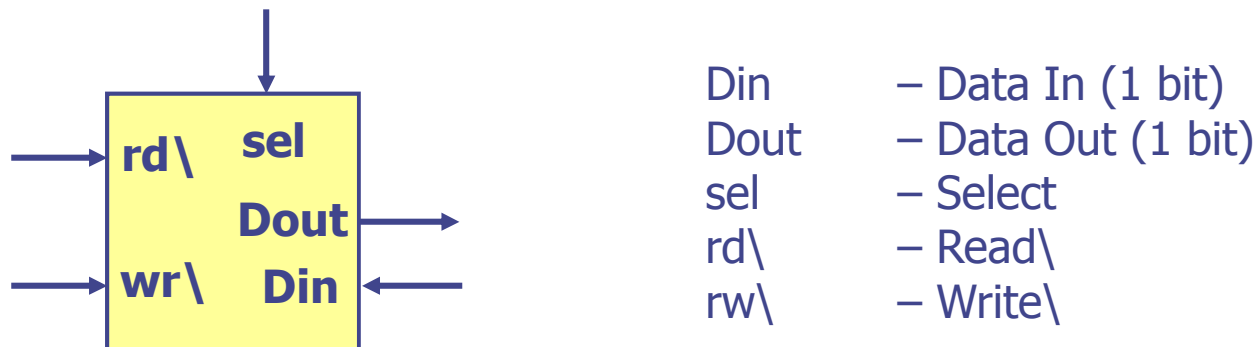 rd\ sel
Dout
wr\ Din
Din – Data In (1 bit)
Dout – Data Out (1 bit)
sel – Select
rd\ – Read\
rw\ – Write\